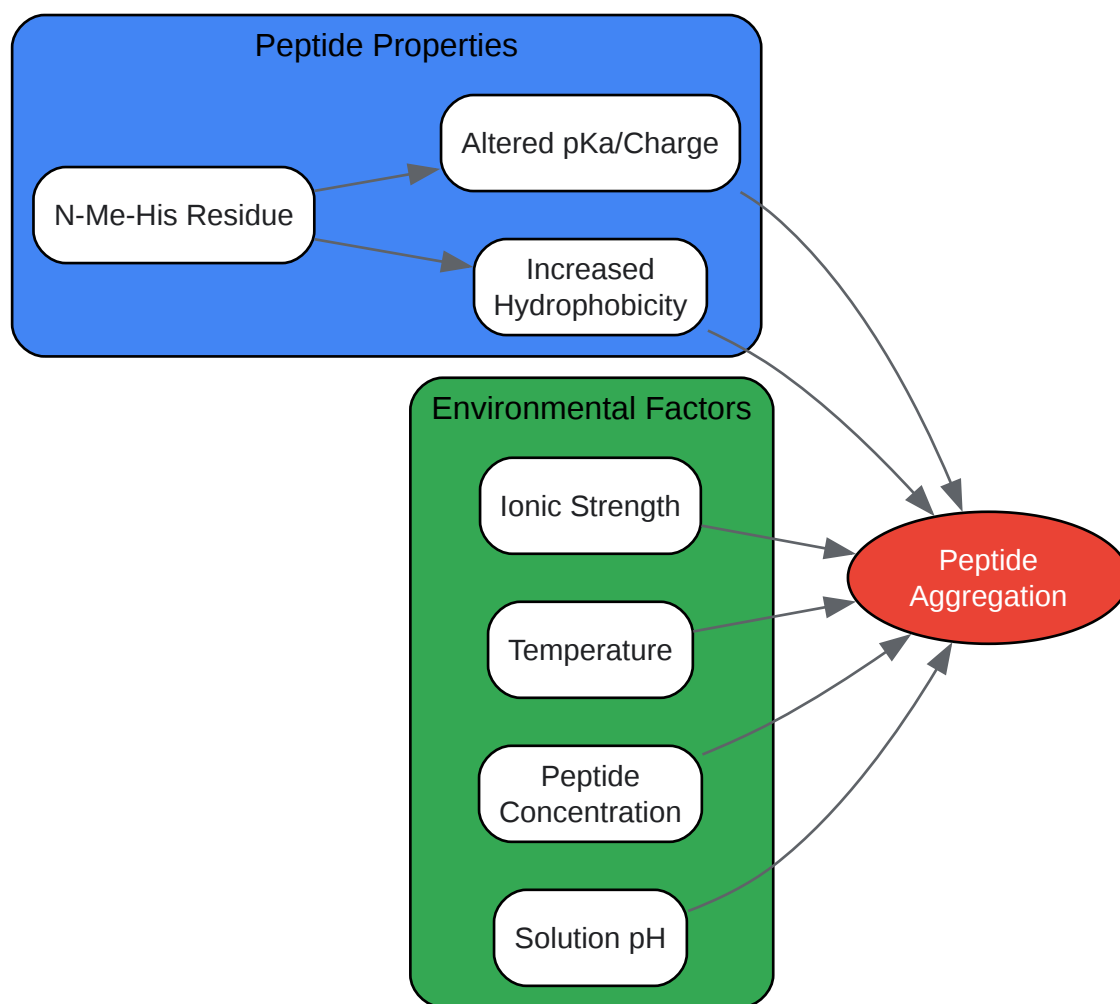 Peptide Properties
Altered pKa/Charge
N-Me-His Residue
Increased
Hydrophobicity
Environmental Factors
Ionic Strength
Temperature
Peptide
Concentration
Solution pH
Peptide
Aggregation